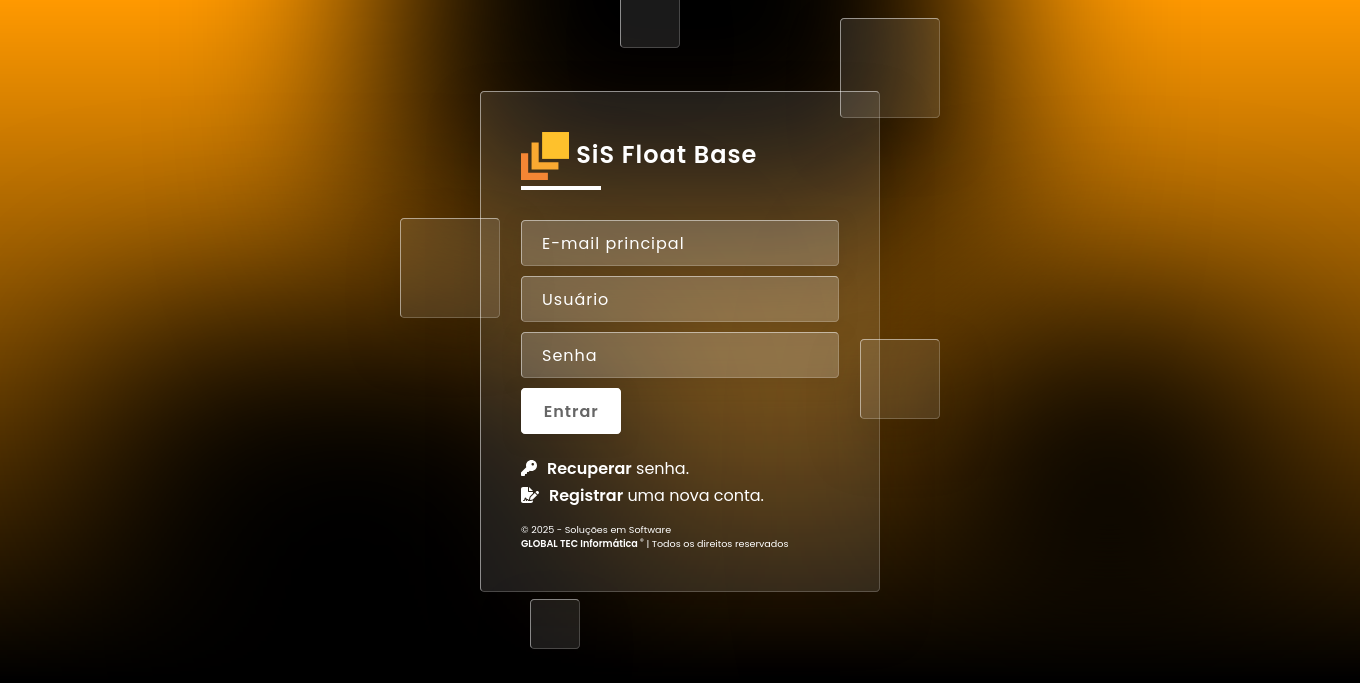 SiS Float Base
E-mail principal
Usuário
Senha
Entrar
Recuperar senha.
Registrar uma nova conta.
© 2025 - Soluções em Software
GLOBAL TEC Informática ® | Todos os direitos reservados